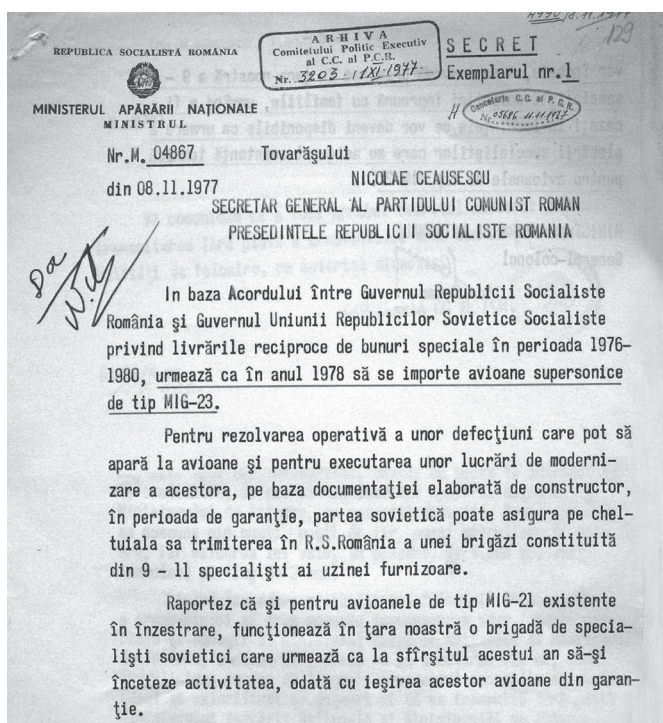 129
ARHIVA
REPUBLICA SOCIALISTĂ ROMÂNIA
Comitetului Politic Executiv
al C.C. al P.C.R.
Nr. 3203 / 1 XI. 1977
SECRET
Exemplarul nr.1
MINISTERUL APĂRĂRII NAȚIONALE
MINISTRUL
Cancelaria C.C. al P.C.R.
Nr. 05686 11.11.1977
Nr.M. 04867
Tovarăşului
din 08.11.1977
NICOLAE CEAUSESCU
SECRETAR GENERAL AL PARTIDULUI COMUNIST ROMAN
PRESEDINTELE REPUBLICII SOCIALISTE ROMANIA
In baza Acordului între Guvernul Republicii Socialiste
România şi Guvernul Uniunii Republicilor Sovietice Socialiste
privind livrările reciproce de bunuri speciale în perioada 1976-
1980, urmează ca în anul 1978 să se importe avioane supersonice
de tip MIG-23.
Pentru rezolvarea operativă a unor defecţiuni care pot să
apară la avioane şi pentru executarea unor lucrări de moderni-
zare a acestora, pe baza documentaţiei elaborată de constructor,
în perioada de garanţie, partea sovietică poate asigura pe chel-
tuiala sa trimiterea în R.S.România a unei brigăzi constituită
din 9 - 11 specialişti ai uzinei furnizoare.
Raportez că şi pentru avioanele de tip MIG-21 existente
în înzestrare, funcţionează în ţara noastră o brigadă de specia-
lişti sovietici care urmează ca la sfîrşitul acestui an să-şi
înceteze activitatea, odată cu ieşirea acestor avioane din garan-
ţie.